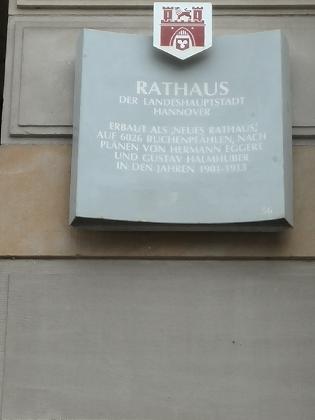 RATHAUS
DER LANDESHAUPTSTADT
HANNOVER
ERBAUT ALS ‚NEUES RATHAUS‘,
AUF 6026 BUCHENPFÄHLEN, NACH
PLÄNEN VON HERMANN EGGERT
UND GUSTAV HALMHUBER
IN DEN JAHREN 1901-1913
56